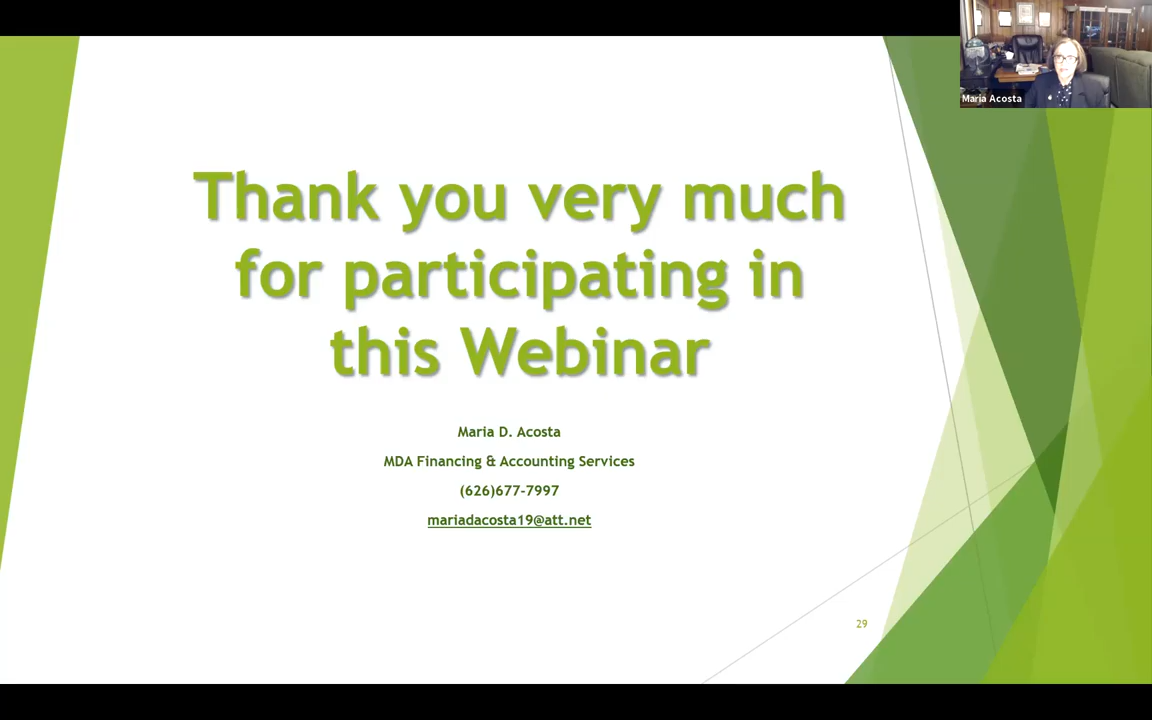 Maria Acosta
Thank you very much
for participating in
this Webinar
Maria D. Acosta
MDA Financing & Accounting Services
(626)677-7997
mariadacosta19@att.net
29